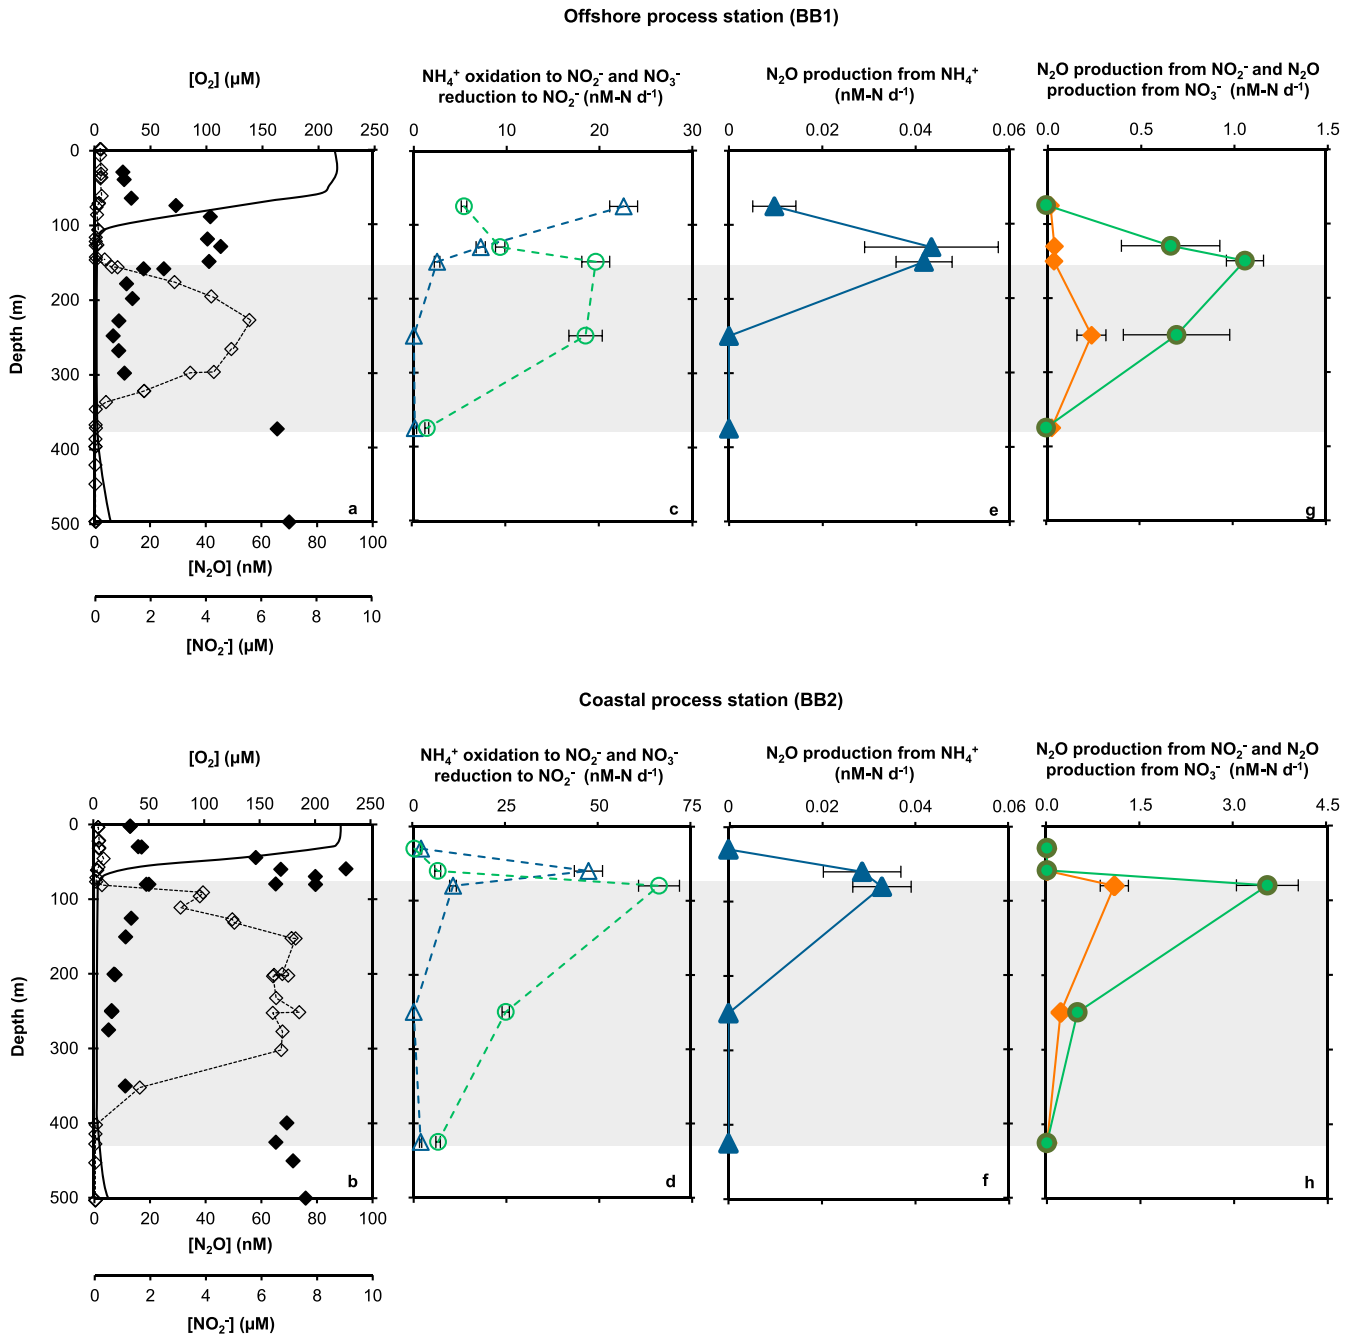 Offshore process station (BB1)
[O₂] (µM)
NH₄⁺ oxidation to NO₂⁻ and NO₃⁻
reduction to NO₂⁻ (nM-N d⁻¹)
N₂O production from NH₄⁺
(nM-N d⁻¹)
N₂O production from NO₂⁻ and N₂O
production from NO₃⁻ (nM-N d⁻¹)
0 50 100 150 200 250
0 10 20 30
0 0.02 0.04 0.06
0.0 0.5 1.0 1.5
0
100
200
300
400
500
Depth (m)
a
c
e
g
0 20 40 60 80 100
[N₂O] (nM)
0 2 4 6 8 10
[NO₂⁻] (µM)
Coastal process station (BB2)
[O₂] (µM)
NH₄⁺ oxidation to NO₂⁻ and NO₃⁻
reduction to NO₂⁻ (nM-N d⁻¹)
N₂O production from NH₄⁺
(nM-N d⁻¹)
N₂O production from NO₂⁻ and N₂O
production from NO₃⁻ (nM-N d⁻¹)
0 50 100 150 200 250
0 25 50 75
0 0.02 0.04 0.06
0.0 1.5 3.0 4.5
0
100
200
300
400
500
Depth (m)
b
d
f
h
0 20 40 60 80 100
[N₂O] (nM)
0 2 4 6 8 10
[NO₂⁻] (µM)